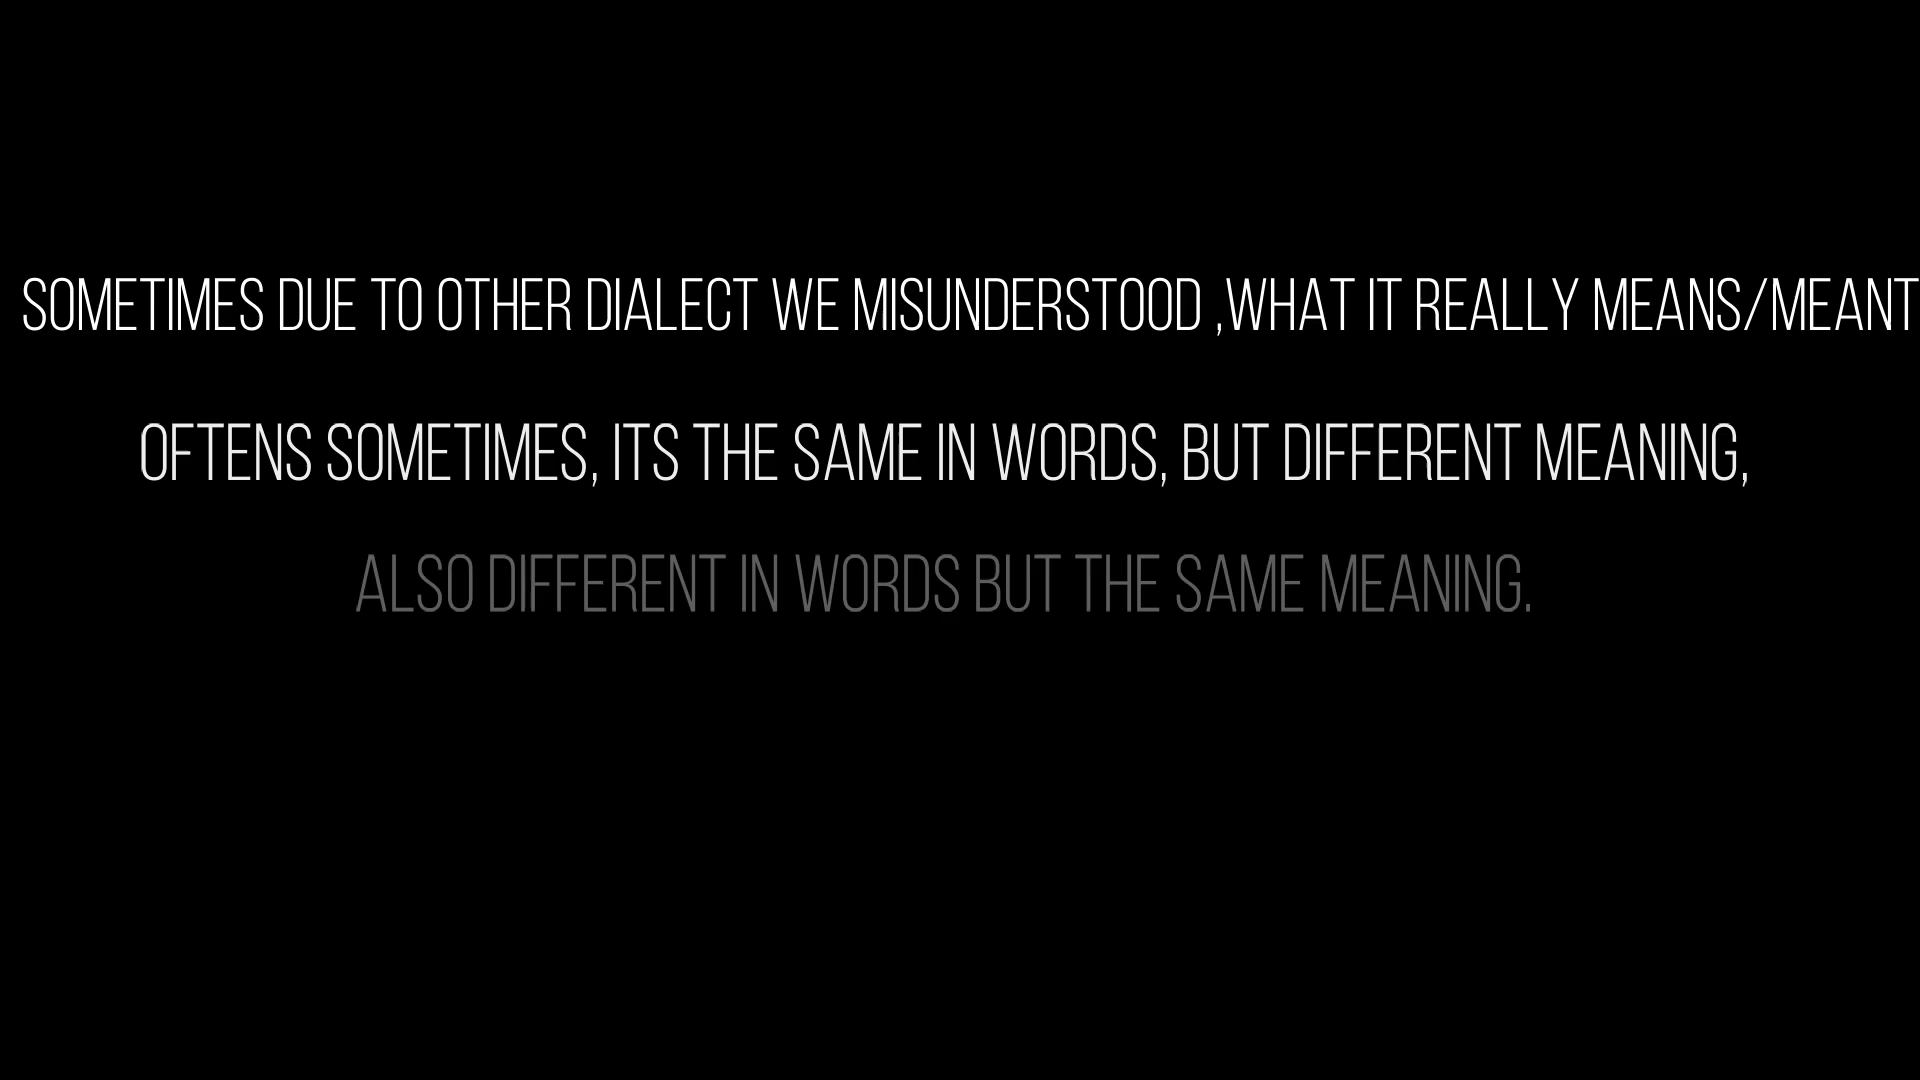 SOMETIMES DUE TO OTHER DIALECT WE MISUNDERSTOOD ,WHAT IT REALLY MEANS/MEANT
OFTENS SOMETIMES, ITS THE SAME IN WORDS, BUT DIFFERENT MEANING,
ALSO DIFFERENT IN WORDS BUT THE SAME MEANING.